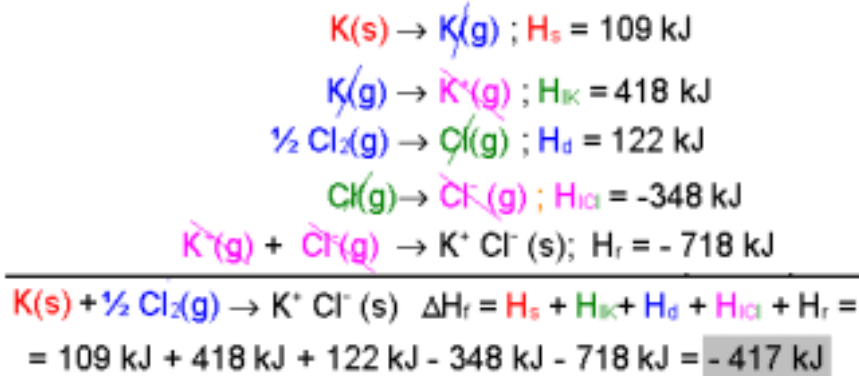 K(s) → K(g) ; Hs = 109 kJ
K(g) → K⁺(g) ; HIK = 418 kJ
½ Cl₂(g) → Cl(g) ; Hd = 122 kJ
Cl(g) → Cl⁻ (g) ; HICl = -348 kJ
K⁺(g) + Cl⁻(g) → K⁺ Cl⁻ (s); Hr = - 718 kJ
K(s) + ½ Cl₂(g) → K⁺ Cl⁻ (s) ΔHf = Hs + HIK + Hd + HICl + Hr =
= 109 kJ + 418 kJ + 122 kJ - 348 kJ - 718 kJ = - 417 kJ